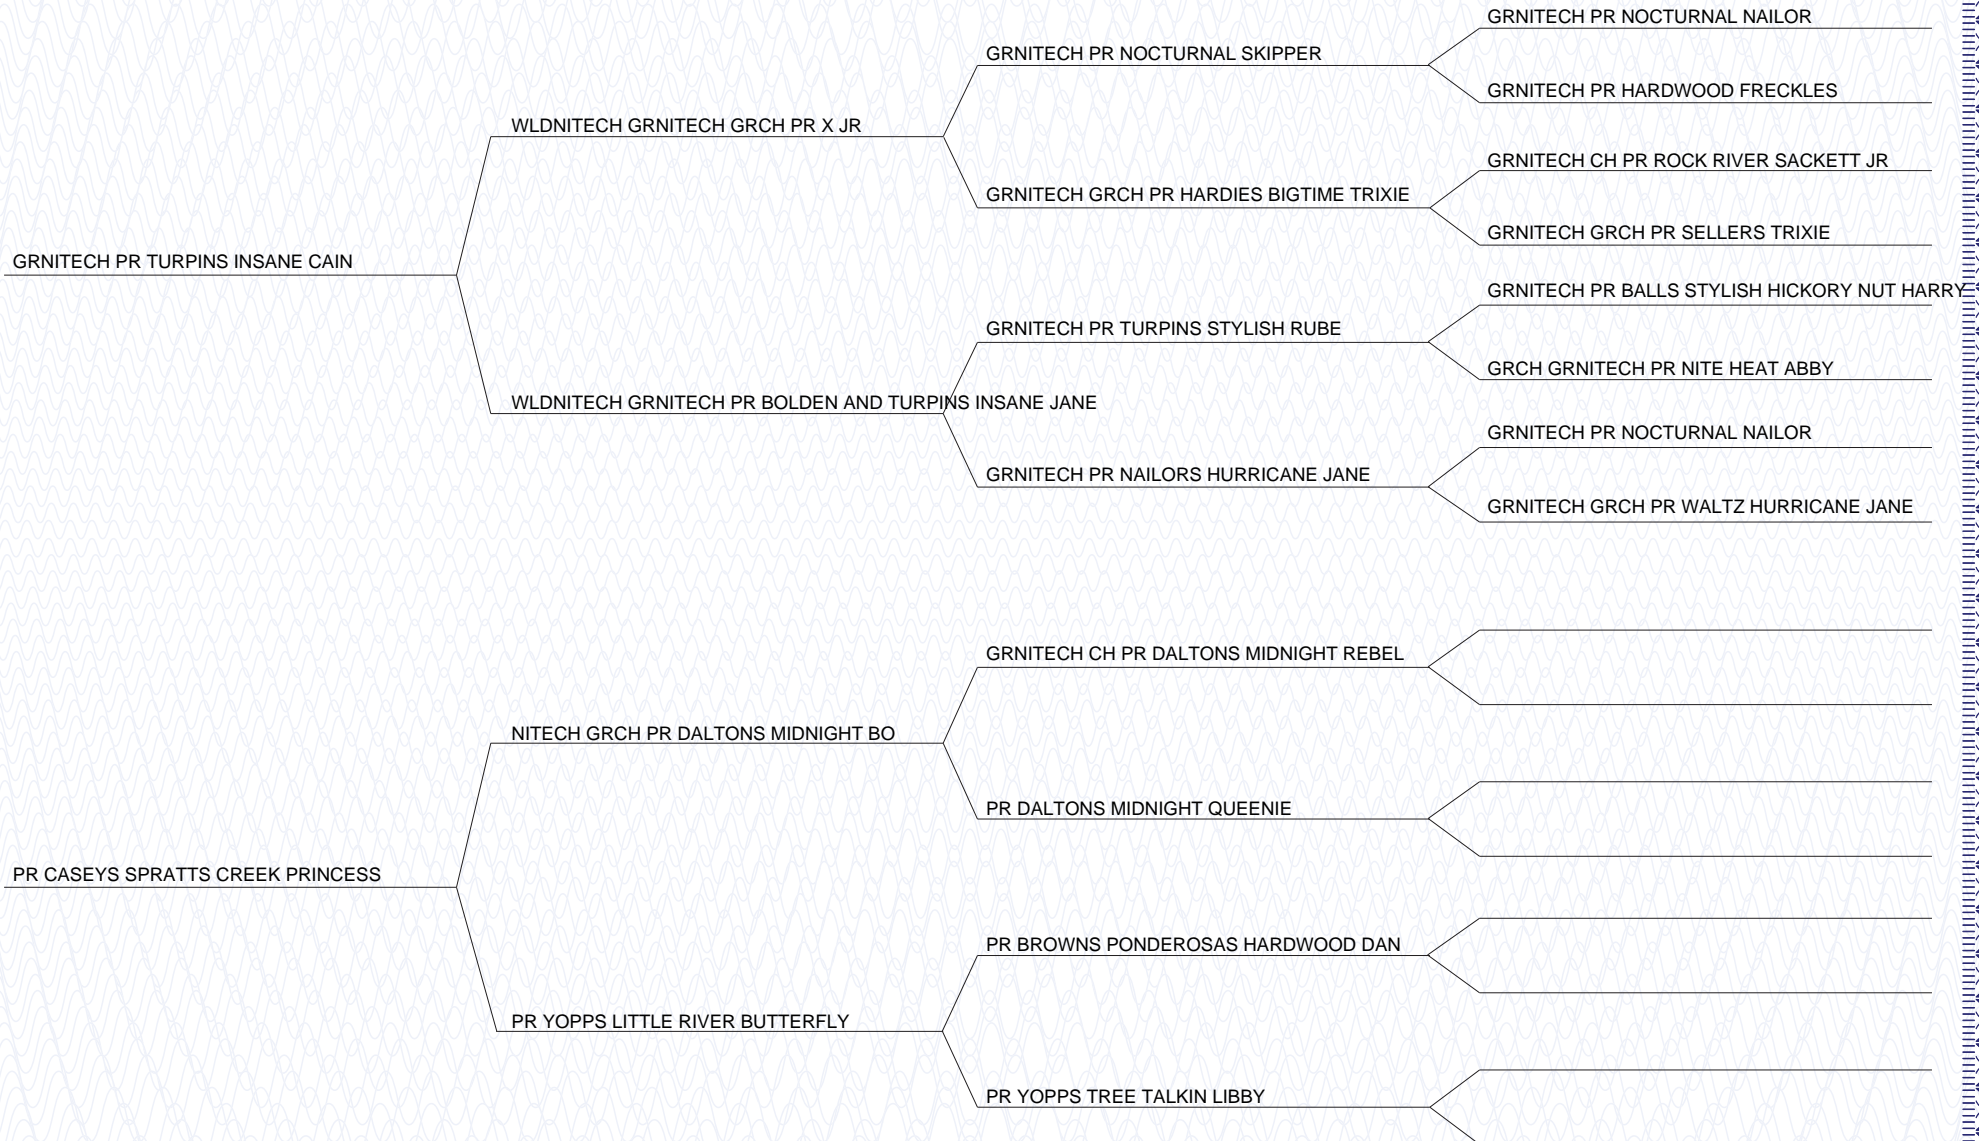 GRNITECH PR NOCTURNAL NAILOR
GRNITECH PR NOCTURNAL SKIPPER
GRNITECH PR HARDWOOD FRECKLES
WLDNITECH GRNITECH GRCH PR X JR
GRNITECH CH PR ROCK RIVER SACKETT JR
GRNITECH GRCH PR HARDIES BIGTIME TRIXIE
GRNITECH GRCH PR SELLERS TRIXIE
GRNITECH PR TURPINS INSANE CAIN
GRNITECH PR BALLS STYLISH HICKORY NUT HARRY
GRNITECH PR TURPINS STYLISH RUBE
GRCH GRNITECH PR NITE HEAT ABBY
WLDNITECH GRNITECH PR BOLDEN AND TURPINS INSANE JANE
GRNITECH PR NOCTURNAL NAILOR
GRNITECH PR NAILORS HURRICANE JANE
GRNITECH GRCH PR WALTZ HURRICANE JANE
GRNITECH CH PR DALTONS MIDNIGHT REBEL
NITECH GRCH PR DALTONS MIDNIGHT BO
PR DALTONS MIDNIGHT QUEENIE
PR CASEYS SPRATTS CREEK PRINCESS
PR BROWNS PONDEROSAS HARDWOOD DAN
PR YOPPS LITTLE RIVER BUTTERFLY
PR YOPPS TREE TALKIN LIBBY